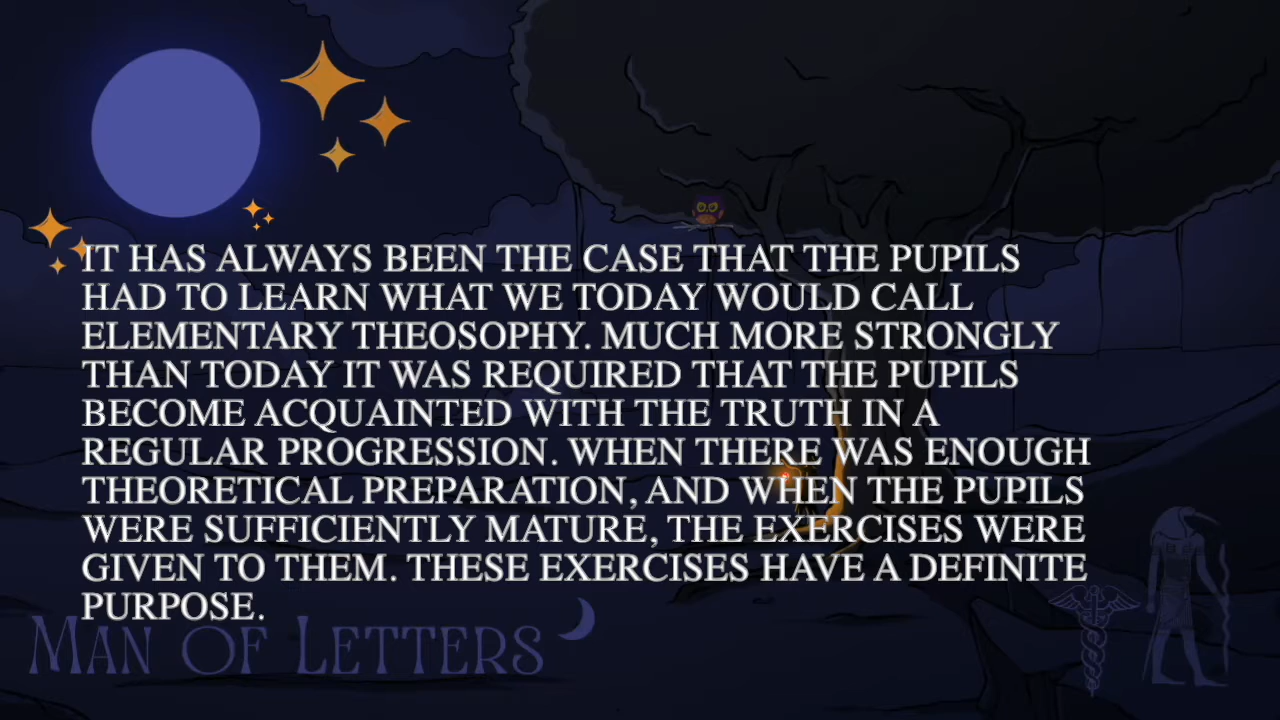 IT HAS ALWAYS BEEN THE CASE THAT THE PUPILS
HAD TO LEARN WHAT WE TODAY WOULD CALL
ELEMENTARY THEOSOPHY. MUCH MORE STRONGLY
THAN TODAY IT WAS REQUIRED THAT THE PUPILS
BECOME ACQUAINTED WITH THE TRUTH IN A
REGULAR PROGRESSION. WHEN THERE WAS ENOUGH
THEORETICAL PREPARATION, AND WHEN THE PUPILS
WERE SUFFICIENTLY MATURE, THE EXERCISES WERE
GIVEN TO THEM. THESE EXERCISES HAVE A DEFINITE
PURPOSE.
MAN OF LETTERS